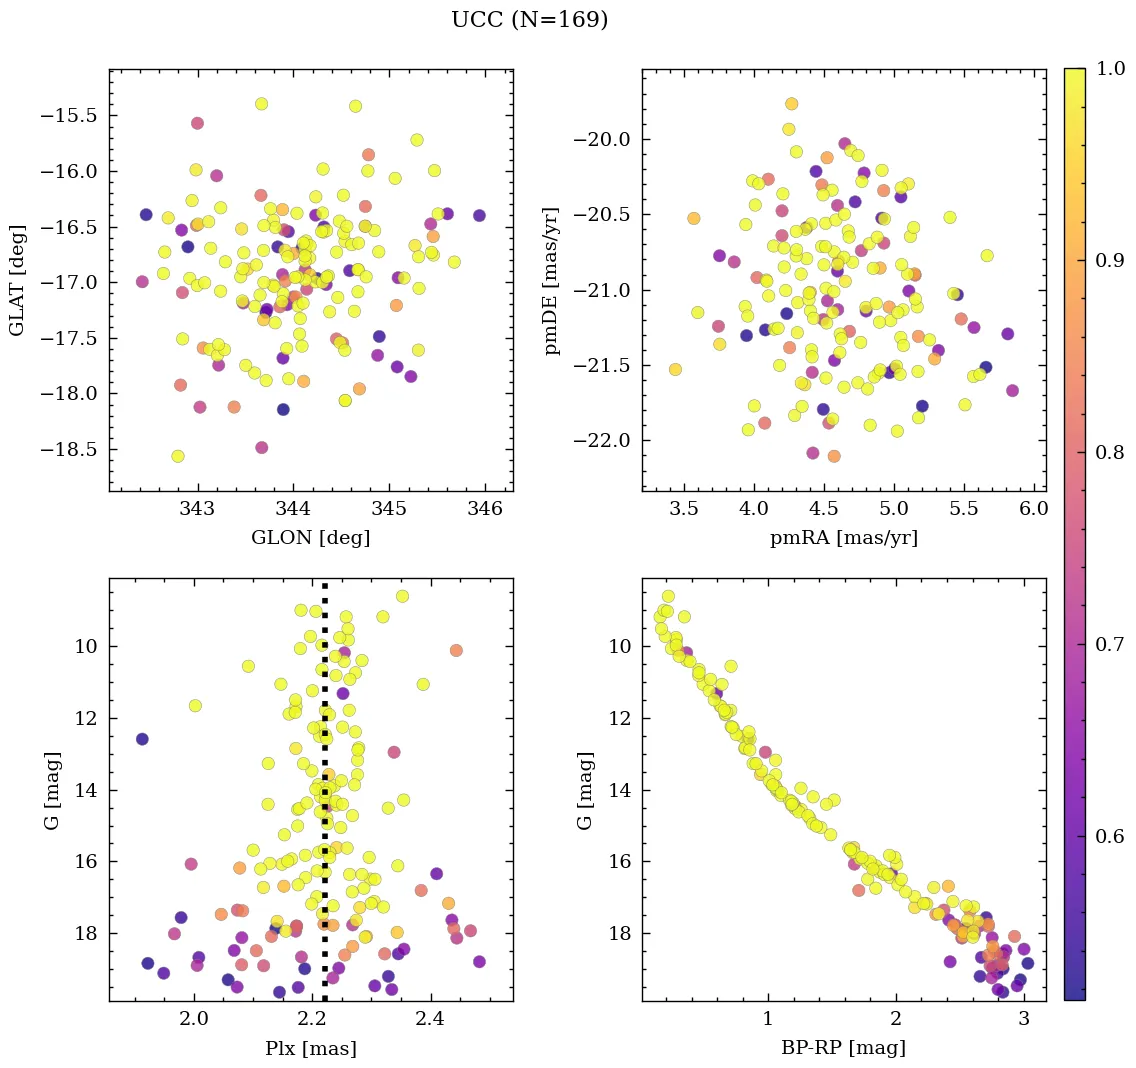 UCC (N=169)
−15.5
−16.0
−16.5
−17.0
−17.5
−18.0
−18.5
GLAT [deg]
343 344 345 346
GLON [deg]
−20.0
−20.5
−21.0
−21.5
−22.0
pmDE [mas/yr]
3.5 4.0 4.5 5.0 5.5 6.0
pmRA [mas/yr]
10
12
14
16
18
G [mag]
2.0 2.2 2.4
Plx [mas]
10
12
14
16
18
G [mag]
1 2 3
BP-RP [mag]
1.0
0.9
0.8
0.7
0.6